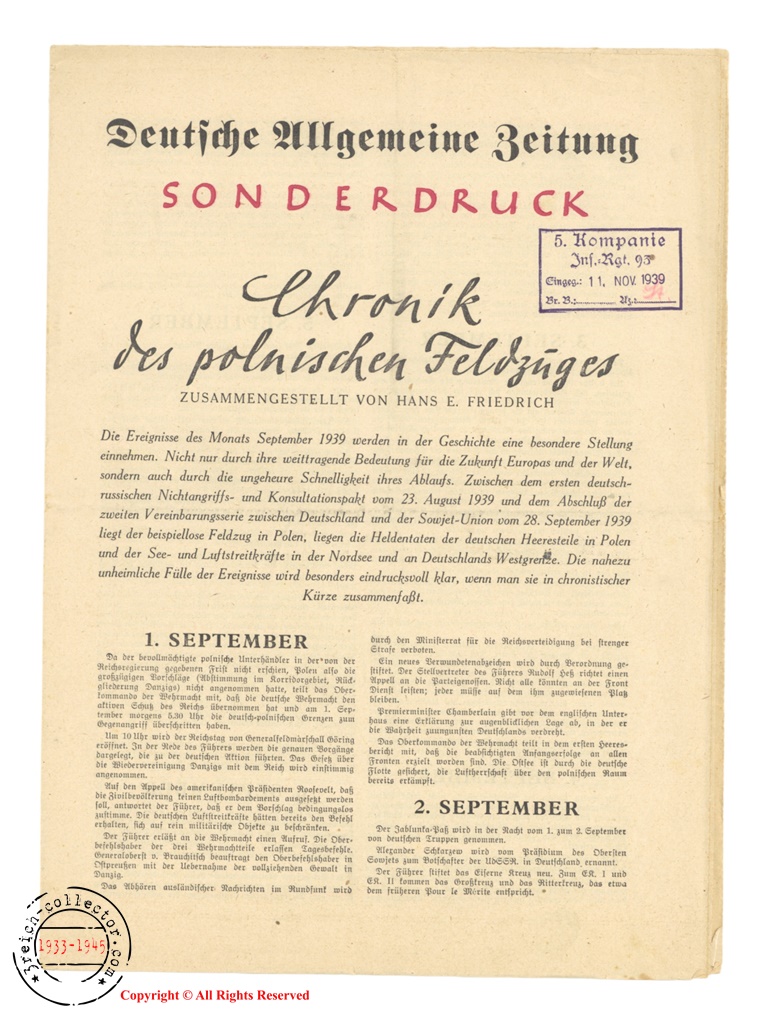 Deutsche Allgemeine Zeitung
SONDERDRUCK
5. Kompanie
Inf.-Rgt. 93
Eingeg.: 11. NOV. 1939
Br. B.: Az.:
Chronik
des polnischen Feldzuges
ZUSAMMENGESTELLT VON HANS E. FRIEDRICH
Die Ereignisse des Monats September 1939 werden in der Geschichte eine besondere Stellung
einnehmen. Nicht nur durch ihre weittragende Bedeutung für die Zukunft Europas und der Welt,
sondern auch durch die ungeheure Schnelligkeit ihres Ablaufs. Zwischen dem ersten deutsch-
russischen Nichtangriffs- und Konsultationspakt vom 23. August 1939 und dem Abschluß der
zweiten Vereinbarungsserie zwischen Deutschland und der Sowjet-Union vom 28. September 1939
liegt der beispiellose Feldzug in Polen, liegen die Heldentaten der deutschen Heeresteile in Polen
und der See- und Luftstreitkräfte in der Nordsee und an Deutschlands Westgrenze. Die nahezu
unheimliche Fülle der Ereignisse wird besonders eindrucksvoll klar, wenn man sie in chronistischer
Kürze zusammenfaßt.
1. SEPTEMBER
Da der bevollmächtigte polnische Unterhändler in der von der
Reichsregierung gegebenen Frist nicht erschien, Polen also die
großzügigen Vorschläge (Abstimmung im Korridorgebiet, Rück-
gliederung Danzigs) nicht angenommen hatte, teilt das Ober-
kommando der Wehrmacht mit, daß die deutsche Wehrmacht den
aktiven Schutz des Reichs übernommen hat und am 1. Sep-
tember morgens 5.30 Uhr die deutsch-polnischen Grenzen zum
Gegenangriff überschritten haben.
Um 10 Uhr wird der Reichstag von Generalfeldmarschall Göring
eröffnet. In der Rede des Führers werden die genauen Vorgänge
dargelegt, die zu der deutschen Aktion führten. Das Gesetz über
die Wiedervereinigung Danzigs mit dem Reich wird einstimmig
angenommen.
Auf den Appell des amerikanischen Präsidenten Roosevelt, daß
die Zivilbevölkerung keinen Luftbombardements ausgesetzt werden
soll, antwortet der Führer, daß er dem Vorschlag bedingungslos
zustimme. Die deutschen Luftstreitkräfte hätten bereits den Befehl
erhalten, sich auf rein militärische Objekte zu beschränken.
Der Führer erläßt an die Wehrmacht einen Aufruf. Die Ober-
befehlshaber der drei Wehrmachtteile erlassen Tagesbefehle.
Generaloberst v. Brauchitsch beauftragt den Oberbefehlshaber in
Ostpreußen mit der Uebernahme der vollziehenden Gewalt in
Danzig.
Das Abhören ausländischer Nachrichten im Rundfunk wird
durch den Ministerrat für die Reichsverteidigung bei strenger
Strafe verboten.
Ein neues Verwundetenabzeichen wird durch Verordnung ge-
stiftet. Der Stellvertreter des Führers Rudolf Heß richtet einen
Appell an die Parteigenossen. Nicht alle könnten an der Front
Dienst leisten; jeder müsse auf dem ihm zugewiesenen Platz
bleiben.
Premierminister Chamberlain gibt vor dem englischen Unter-
haus eine Erklärung zur augenblicklichen Lage ab, in der er
die Wahrheit zuungunsten Deutschlands verdreht.
Das Oberkommando der Wehrmacht teilt in dem ersten Heeres-
bericht mit, daß die beabsichtigten Anfangserfolge an allen
Fronten erzielt worden sind. Die Ostsee ist durch die deutsche
Flotte gesichert, die Luftherrschaft über den polnischen Raum
bereits erkämpft.
2. SEPTEMBER
Der Jablunka-Paß wird in der Nacht vom 1. zum 2. September
von deutschen Truppen genommen.
Alexander Schkarzew wird vom Präsidium des Obersten
Sowjets zum Botschafter der UdSSR. in Deutschland ernannt.
Der Führer stiftet das Eiserne Kreuz neu. Zum EK. I und
EK. II kommen das Großkreuz und das Ritterkreuz, das etwa
dem früheren Pour le Mérite entspricht.
3reich-collector.com
1933-1945
Copyright © All Rights Reserved